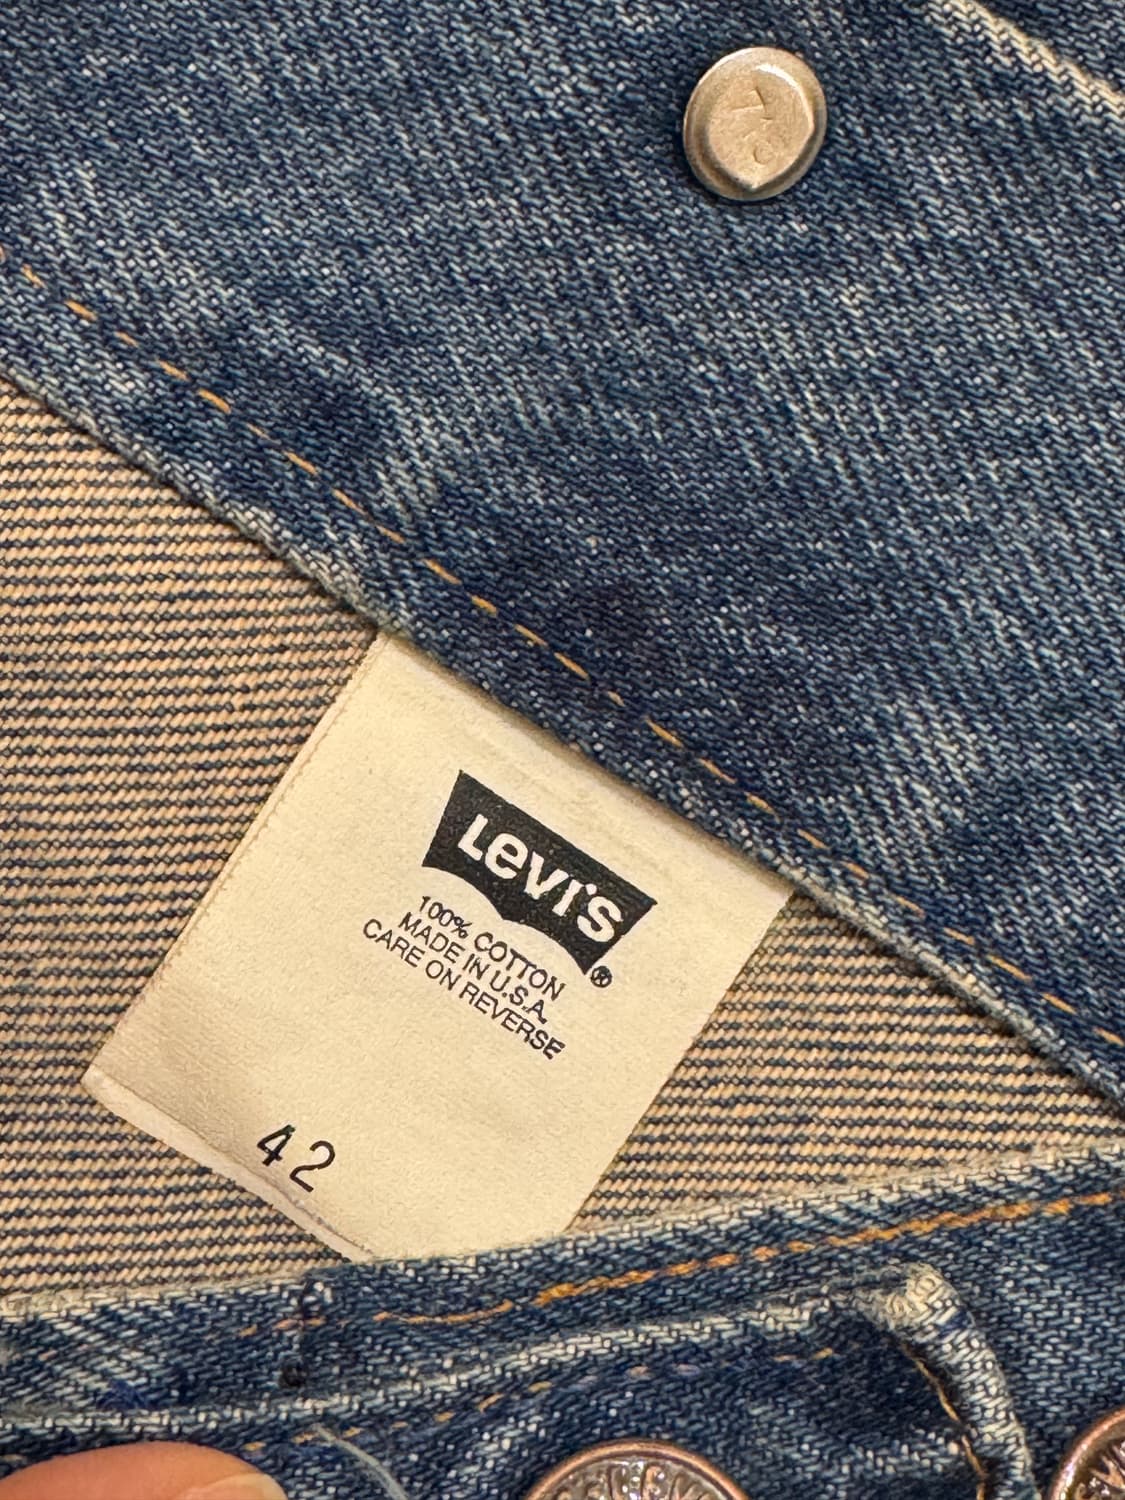 Levi's®
100% COTTON
MADE IN U.S.A.
CARE ON REVERSE
42